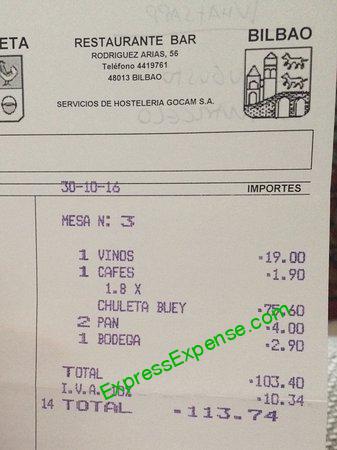 WHATSAPP
ETA
RESTAURANTE BAR
BILBAO
RODRIGUEZ ARIAS, 56
Teléfono 4419761
48013 BILBAO
SERVICIOS DE HOSTELERIA GOCAM S.A.
30-10-16 IMPORTES
MESA N: 3
1 VINOS 19.00
1 CAFES 1.90
1.8 X
CHULETA BUEY 75.60
2 PAN 4.00
1 BODEGA 2.90
TOTAL 103.40
I.V.A. 10% 10.34
14 TOTAL 113.74
ExpressExpense.com